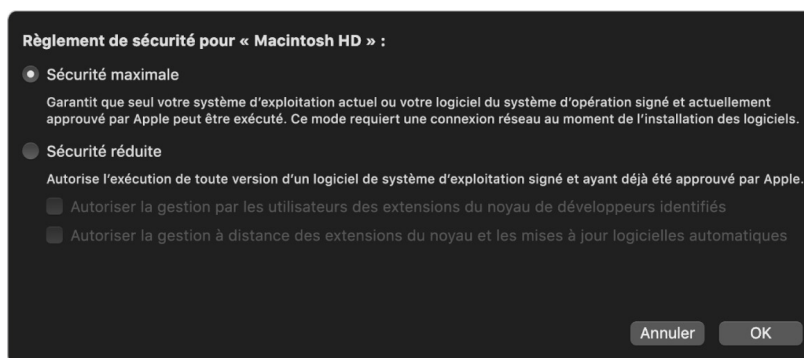 Règlement de sécurité pour « Macintosh HD » :
Sécurité maximale
Garantit que seul votre système d’exploitation actuel ou votre logiciel du système d’opération signé et actuellement
approuvé par Apple peut être exécuté. Ce mode requiert une connexion réseau au moment de l’installation des logiciels.
Sécurité réduite
Autorise l’exécution de toute version d’un logiciel de système d’exploitation signé et ayant déjà été approuvé par Apple.
Autoriser la gestion par les utilisateurs des extensions du noyau de développeurs identifiés
Autoriser la gestion à distance des extensions du noyau et les mises à jour logicielles automatiques
Annuler OK